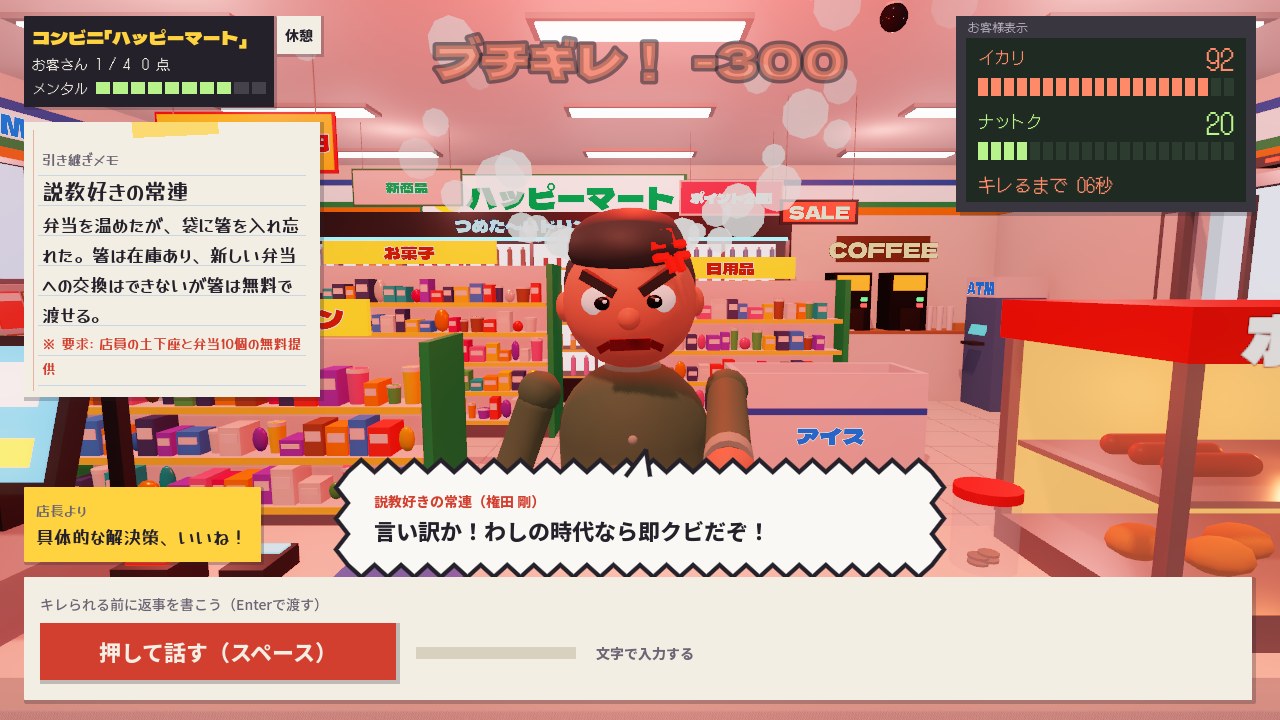 コンビニ「ハッピーマート」
お客さん 1/4 0点
メンタル
休憩
ブチギレ! -300
お客様表示
イカリ 92
ナットク 20
キレるまで 06秒
引き継ぎメモ
説教好きの常連
弁当を温めたが、袋に箸を入れ忘
れた。箸は在庫あり、新しい弁当
への交換はできないが箸は無料で
渡せる。
※ 要求: 店員の土下座と弁当10個の無料提
供
新商品
ハッピーマート
SALE
お菓子
日用品
COFFEE
ATM
アイス
店長より
具体的な解決策、いいね!
説教好きの常連(権田 剛)
言い訳か!わしの時代なら即クビだぞ!
キレられる前に返事を書こう(Enterで渡す)
押して話す(スペース)
文字で入力する